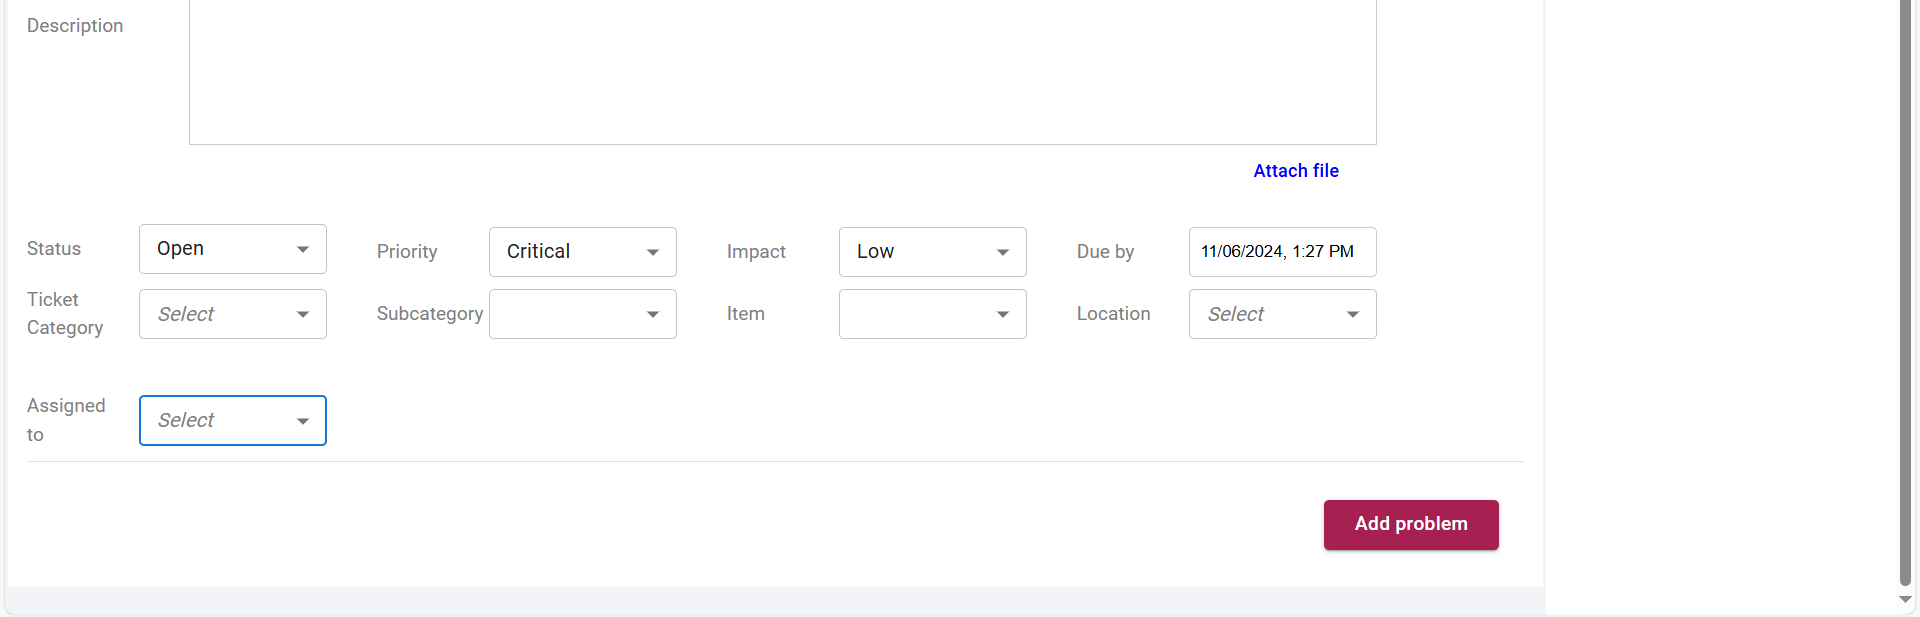 Description
Attach file
Status Open Priority Critical Impact Low Due by 11/06/2024, 1:27 PM
Ticket Category Select Subcategory Item Location Select
Assigned to Select
Add problem